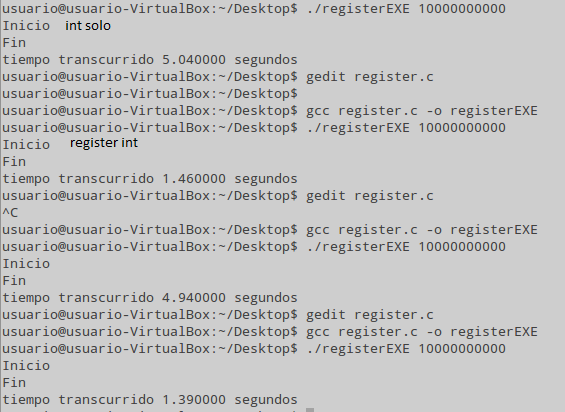 usuario@usuario-VirtualBox:~/Desktop$ ./registerEXE 10000000000
Inicio int solo
Fin
tiempo transcurrido 5.040000 segundos
usuario@usuario-VirtualBox:~/Desktop$ gedit register.c
usuario@usuario-VirtualBox:~/Desktop$
usuario@usuario-VirtualBox:~/Desktop$ gcc register.c -o registerEXE
usuario@usuario-VirtualBox:~/Desktop$ ./registerEXE 10000000000
Inicio register int
Fin
tiempo transcurrido 1.460000 segundos
usuario@usuario-VirtualBox:~/Desktop$ gedit register.c
^C
usuario@usuario-VirtualBox:~/Desktop$ gcc register.c -o registerEXE
usuario@usuario-VirtualBox:~/Desktop$ ./registerEXE 10000000000
Inicio
Fin
tiempo transcurrido 4.940000 segundos
usuario@usuario-VirtualBox:~/Desktop$ gedit register.c
usuario@usuario-VirtualBox:~/Desktop$ gcc register.c -o registerEXE
usuario@usuario-VirtualBox:~/Desktop$ ./registerEXE 10000000000
Inicio
Fin
tiempo transcurrido 1.390000 segundos